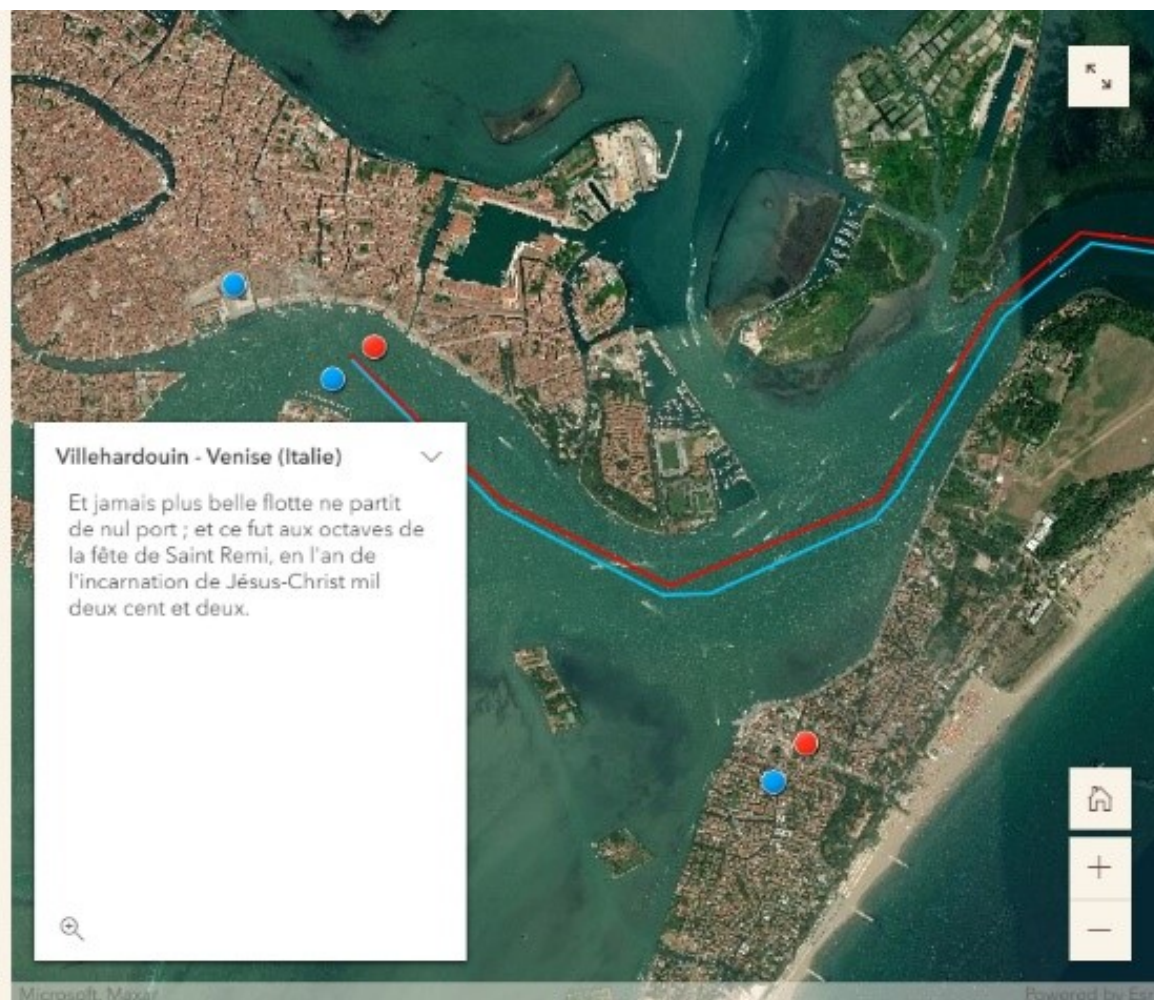 Villehardouin - Venise (Italie)
Et jamais plus belle flotte ne partit
de nul port ; et ce fut aux octaves de
la fête de Saint Remi, en l'an de
l'incarnation de Jésus-Christ mil
deux cent et deux.
Microsoft, Maxar
Powered by Esri